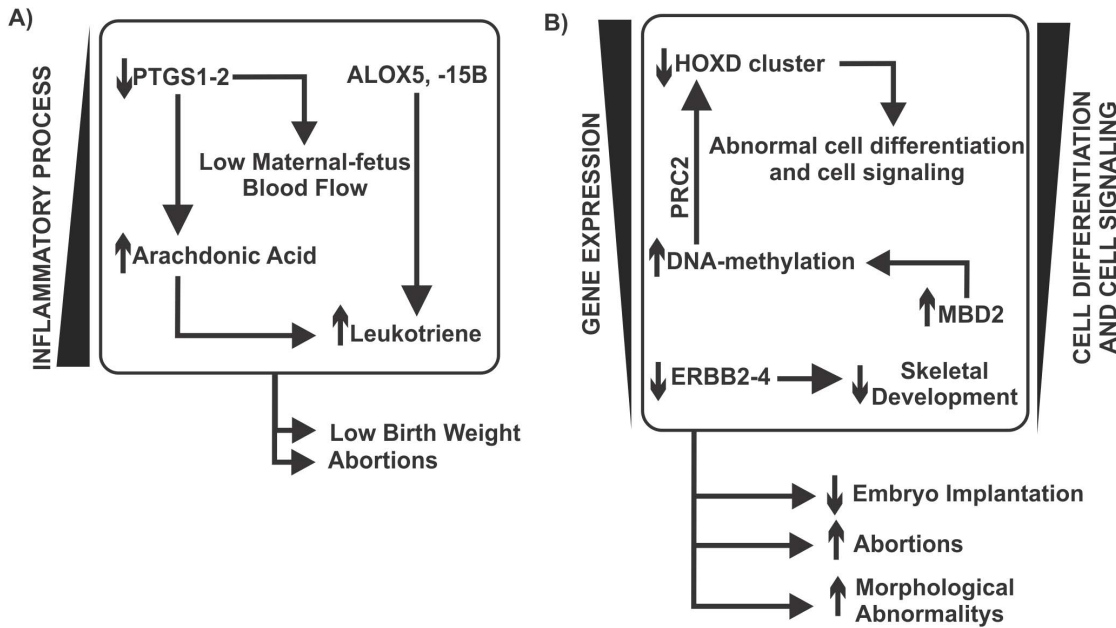 A)
INFLAMMATORY PROCESS
PTGS1-2
ALOX5, -15B
Low Maternal-fetus
Blood Flow
Arachdonic Acid
Leukotriene
Low Birth Weight
Abortions
B)
GENE EXPRESSION
HOXD cluster
Abnormal cell differentiation
and cell signaling
PRC2
DNA-methylation
MBD2
ERBB2-4
Skeletal
Development
CELL DIFFERENTIATION
AND CELL SIGNALING
Embryo Implantation
Abortions
Morphological
Abnormalitys